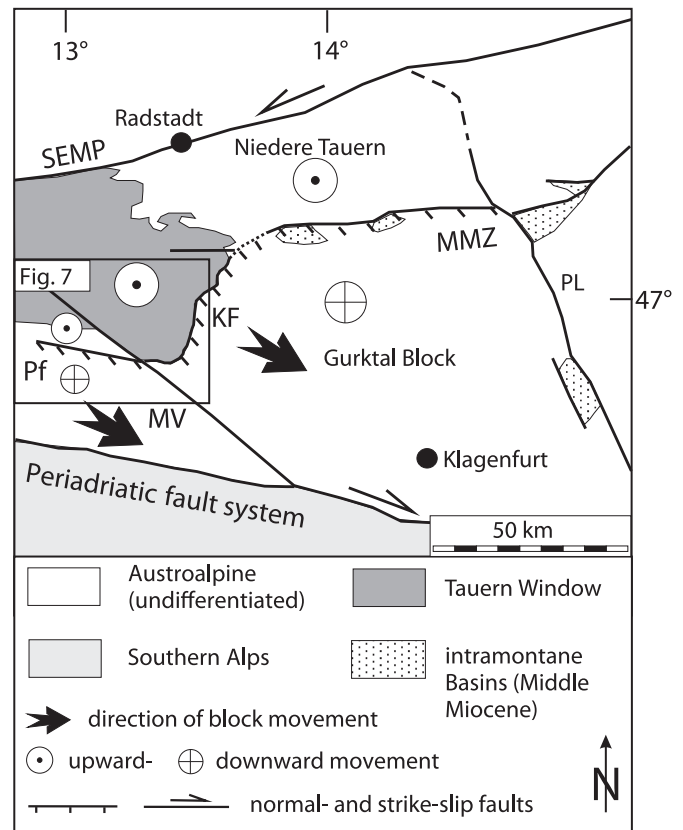 13°
14°
Radstadt
SEMP
Niedere Tauern
MMZ
Fig. 7
PL
47°
KF
Gurktal Block
Pf
MV
Klagenfurt
Periadriatic fault system
50 km
Austroalpine
(undifferentiated)
Tauern Window
Southern Alps
intramontane
Basins (Middle
Miocene)
direction of block movement
upward-
downward movement
normal- and strike-slip faults
N